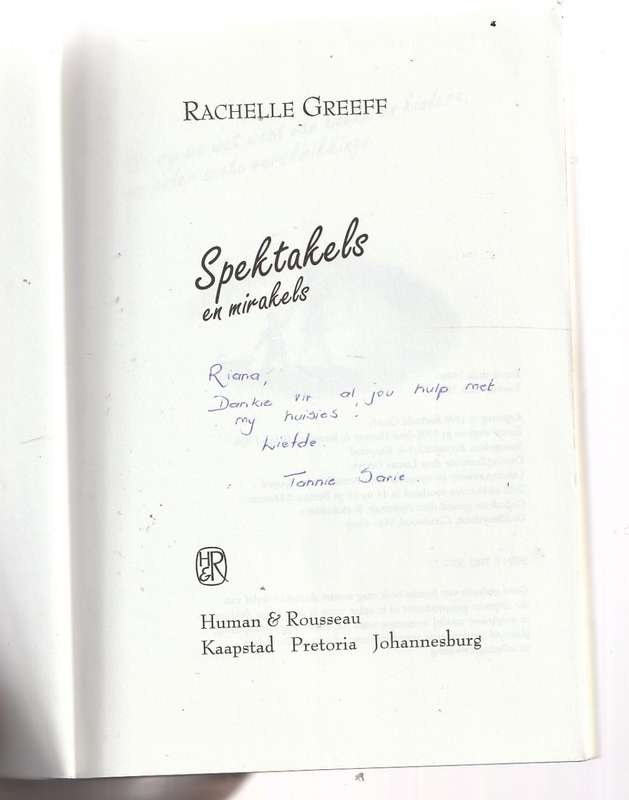 RACHELLE GREEFF
Spektakels
en mirakels
Riana,
Dankie vir al jou hulp met
my huisies!
Liefde.
Tannie Sarie.
H&R
Human & Rousseau
Kaapstad Pretoria Johannesburg